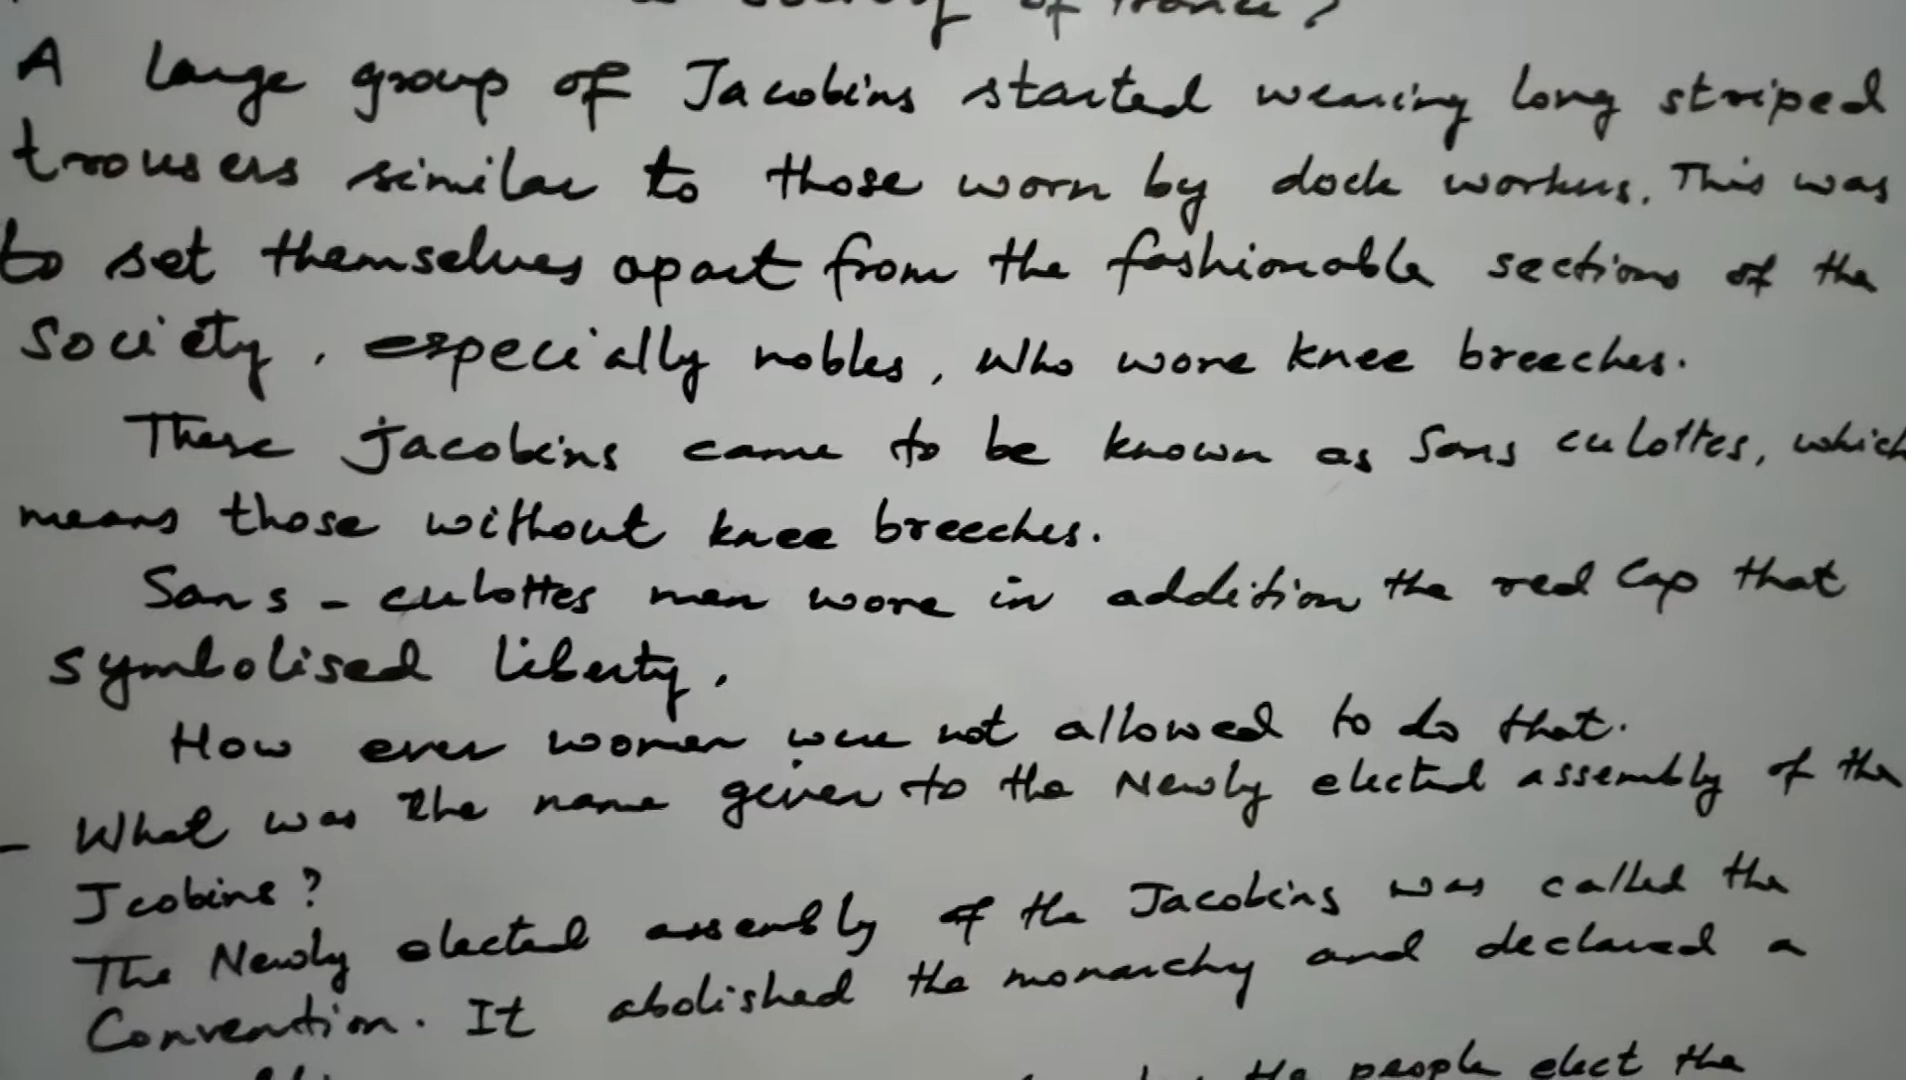 of France?
A large group of Jacobins started wearing long striped
trousers similar to those worn by dock workers. This was
to set themselves apart from the fashionable sections of the
Society, especially nobles, who wore knee breeches.
These jacobins came to be known as Sans culottes, which
means those without knee breeches.
Sans - culottes men wore in addition the red Cap that
symbolised liberty.
How ever women were not allowed to do that.
- What was the name given to the Newly elected assembly of the
Jcobins?
The Newly elected assembly of the Jacobins was called the
Convention. It abolished the monarchy and declared a
the people elect the